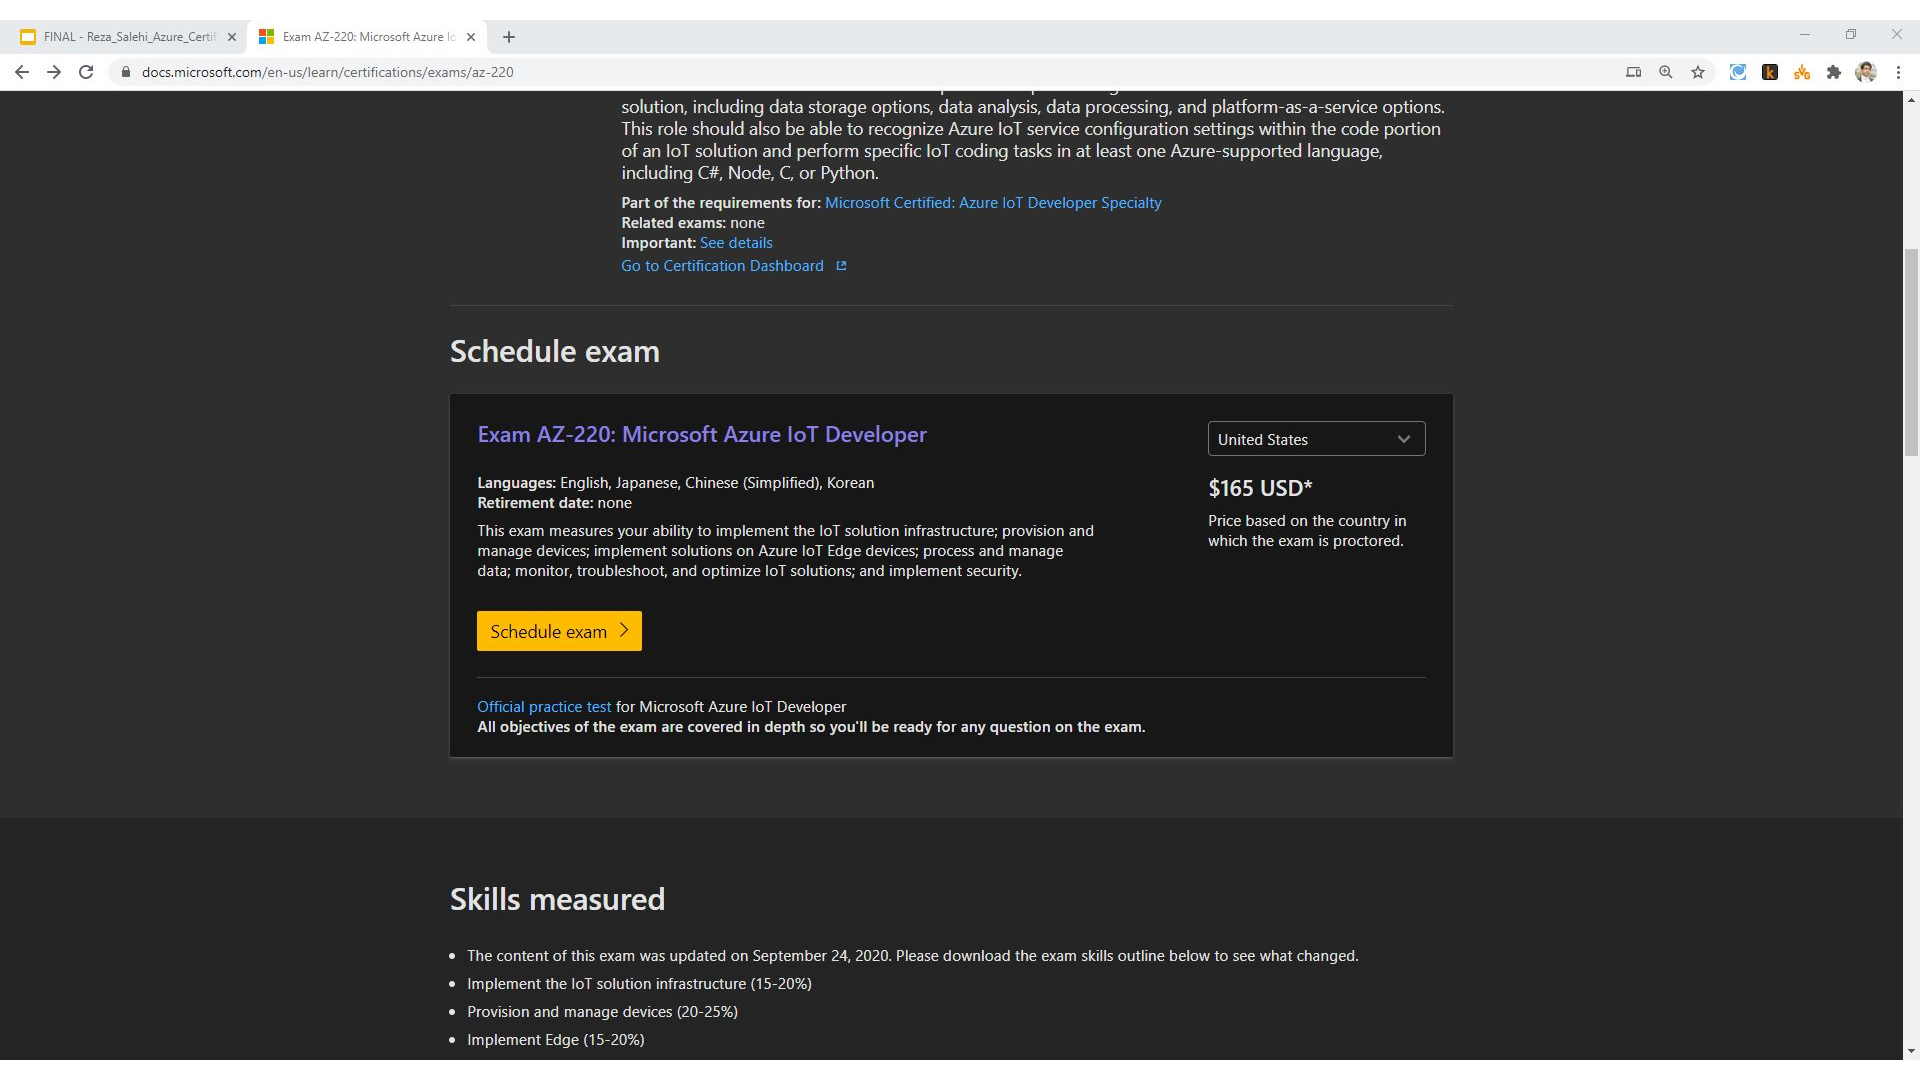 FINAL - Reza_Salehi_Azure_Certifi
Exam AZ-220: Microsoft Azure Io
docs.microsoft.com/en-us/learn/certifications/exams/az-220
solution, including data storage options, data analysis, data processing, and platform-as-a-service options.
This role should also be able to recognize Azure IoT service configuration settings within the code portion
of an IoT solution and perform specific IoT coding tasks in at least one Azure-supported language,
including C#, Node, C, or Python.
Part of the requirements for: Microsoft Certified: Azure IoT Developer Specialty
Related exams: none
Important: See details
Go to Certification Dashboard
Schedule exam
Exam AZ-220: Microsoft Azure IoT Developer
United States
Languages: English, Japanese, Chinese (Simplified), Korean
Retirement date: none
$165 USD*
Price based on the country in
which the exam is proctored.
This exam measures your ability to implement the IoT solution infrastructure; provision and
manage devices; implement solutions on Azure IoT Edge devices; process and manage
data; monitor, troubleshoot, and optimize IoT solutions; and implement security.
Schedule exam
Official practice test for Microsoft Azure IoT Developer
All objectives of the exam are covered in depth so you'll be ready for any question on the exam.
Skills measured
The content of this exam was updated on September 24, 2020. Please download the exam skills outline below to see what changed.
Implement the IoT solution infrastructure (15-20%)
Provision and manage devices (20-25%)
Implement Edge (15-20%)